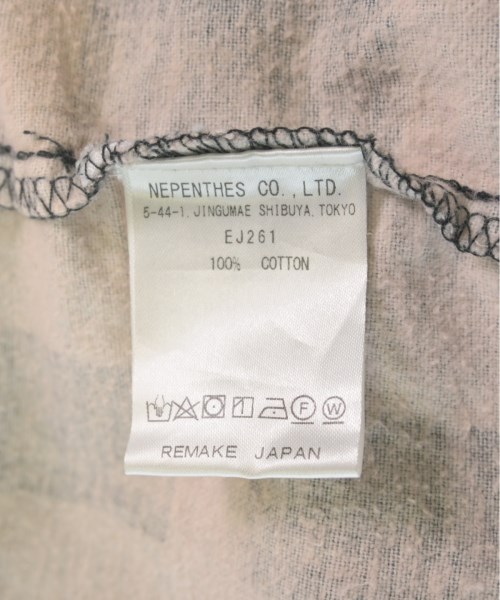 NEPENTHES CO., LTD.
5-44-1, JINGUMAE SHIBUYA, TOKYO
EJ261
100% COTTON
F W
REMAKE JAPAN